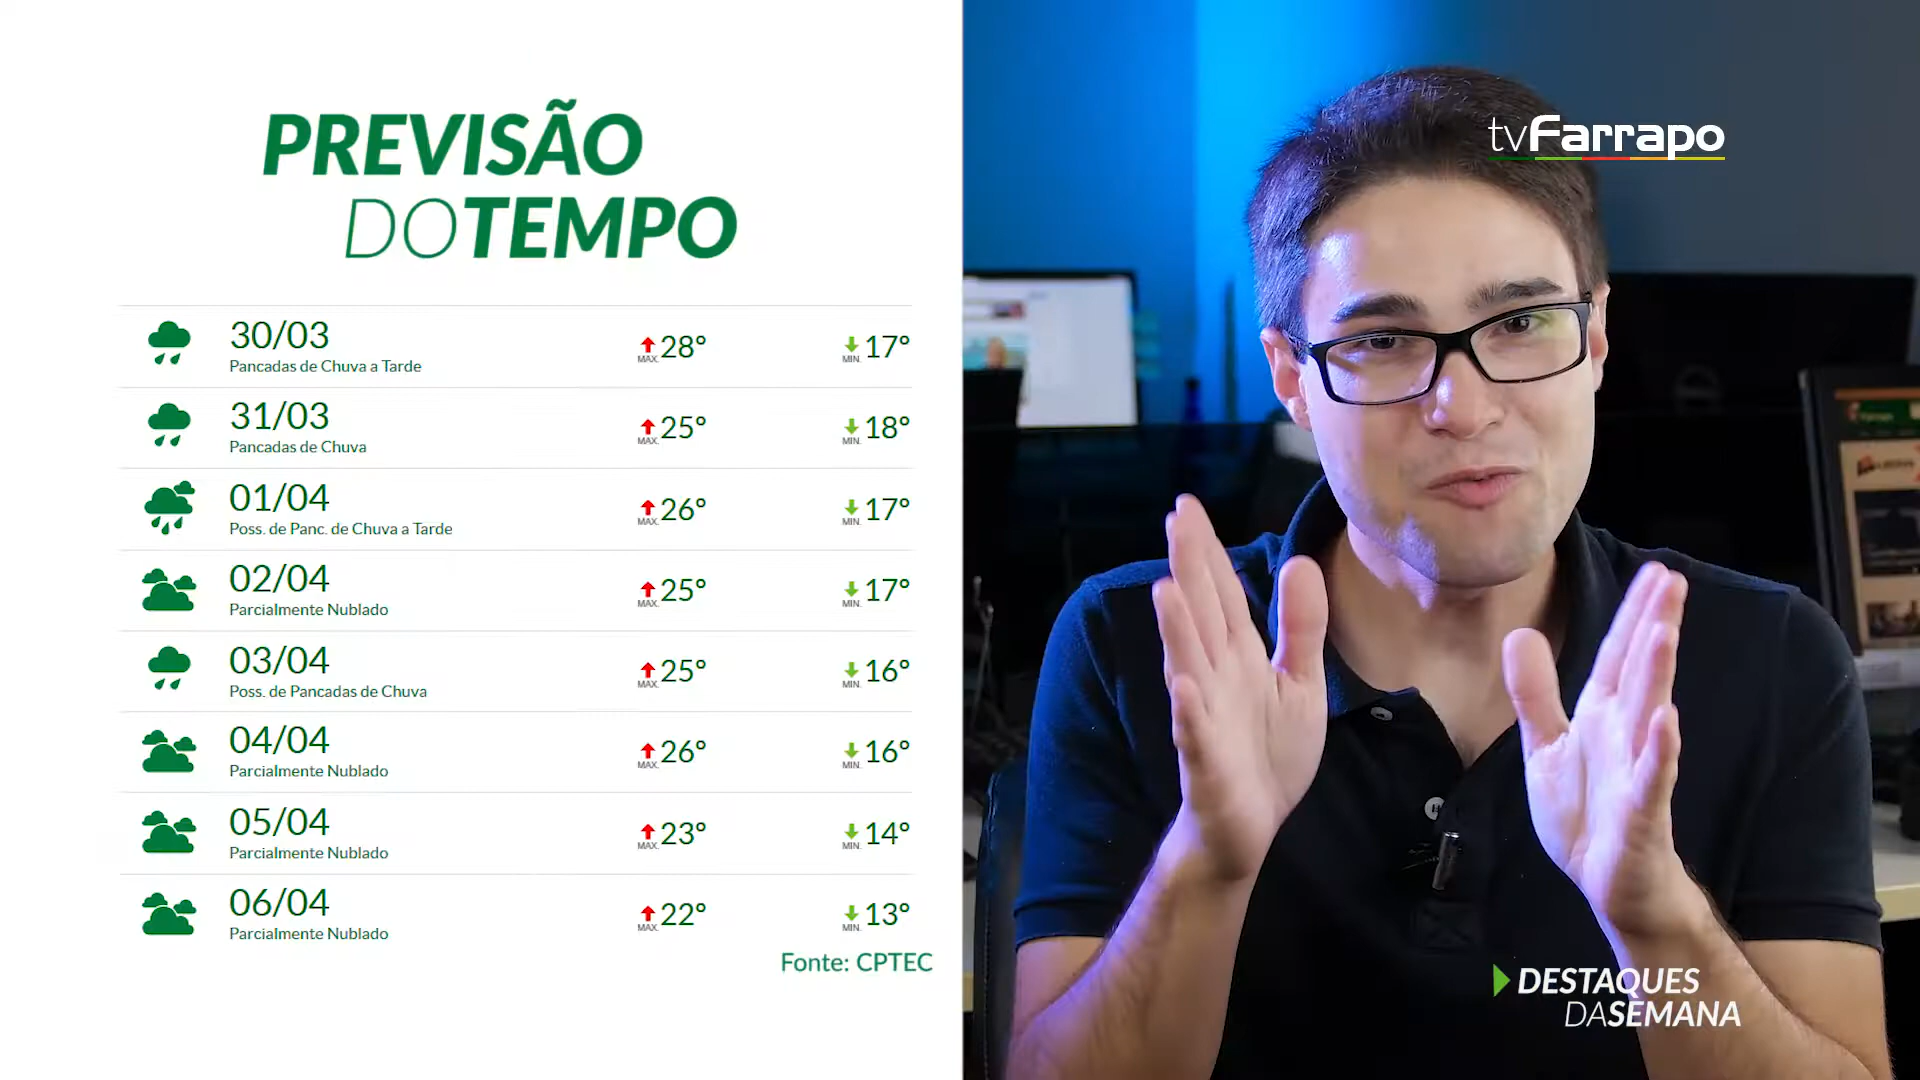 PREVISÃO
DOTEMPO
30/03
Pancadas de Chuva a Tarde
MAX. 28°
MIN. 17°
31/03
Pancadas de Chuva
MAX. 25°
MIN. 18°
01/04
Poss. de Panc. de Chuva a Tarde
MAX. 26°
MIN. 17°
02/04
Parcialmente Nublado
MAX. 25°
MIN. 17°
03/04
Poss. de Pancadas de Chuva
MAX. 25°
MIN. 16°
04/04
Parcialmente Nublado
MAX. 26°
MIN. 16°
05/04
Parcialmente Nublado
MAX. 23°
MIN. 14°
06/04
Parcialmente Nublado
MAX. 22°
MIN. 13°
Fonte: CPTEC
tvFarrapo
DESTAQUES
DASEMANA